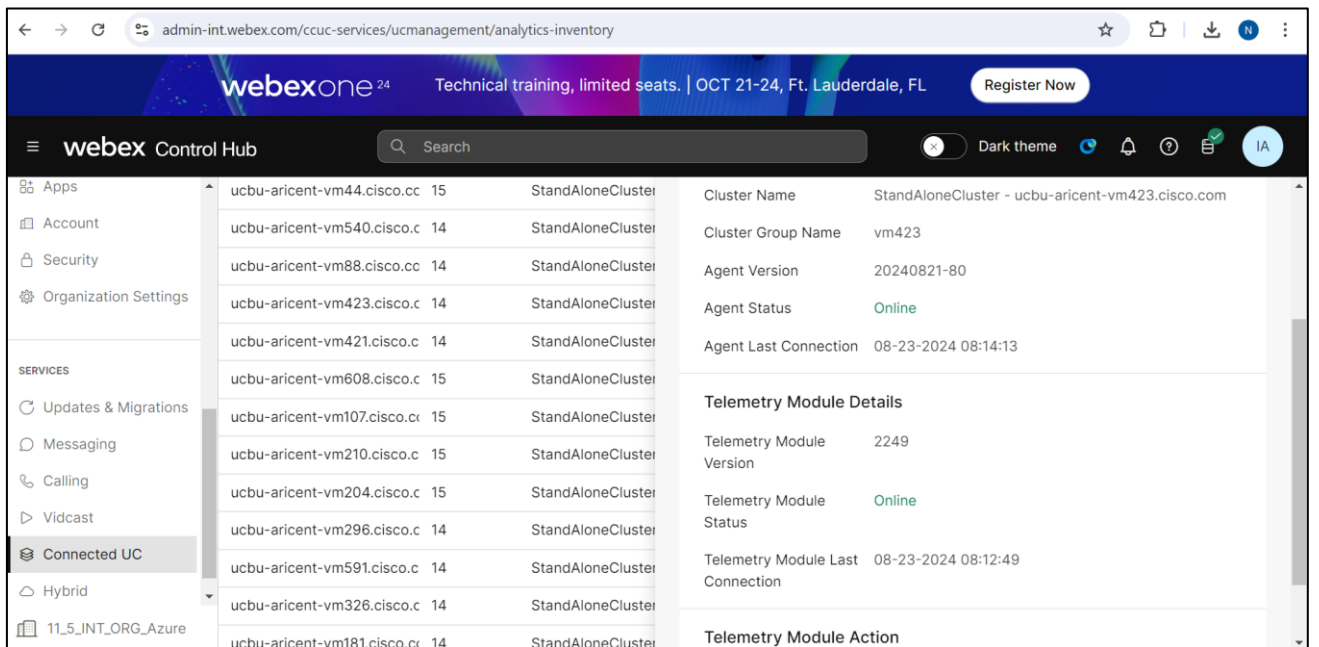 admin-int.webex.com/ccuc-services/ucmanagement/analytics-inventory
N
webexone 24 Technical training, limited seats. | OCT 21-24, Ft. Lauderdale, FL Register Now
webex Control Hub Search Dark theme IA
Apps
Account
Security
Organization Settings
SERVICES
Updates & Migrations
Messaging
Calling
Vidcast
Connected UC
Hybrid
11_5_INT_ORG_Azure
ucbu-aricent-vm44.cisco.cc 15 StandAloneCluster
ucbu-aricent-vm540.cisco.c 14 StandAloneCluster
ucbu-aricent-vm88.cisco.cc 14 StandAloneCluster
ucbu-aricent-vm423.cisco.c 14 StandAloneCluster
ucbu-aricent-vm421.cisco.c 14 StandAloneCluster
ucbu-aricent-vm608.cisco.c 15 StandAloneCluster
ucbu-aricent-vm107.cisco.cc 15 StandAloneCluster
ucbu-aricent-vm210.cisco.c 15 StandAloneCluster
ucbu-aricent-vm204.cisco.c 15 StandAloneCluster
ucbu-aricent-vm296.cisco.c 14 StandAloneCluster
ucbu-aricent-vm591.cisco.c 14 StandAloneCluster
ucbu-aricent-vm326.cisco.c 14 StandAloneCluster
ucbu-aricent-vm181.cisco.cc 14 StandAloneCluster
Cluster Name StandAloneCluster - ucbu-aricent-vm423.cisco.com
Cluster Group Name vm423
Agent Version 20240821-80
Agent Status Online
Agent Last Connection 08-23-2024 08:14:13
Telemetry Module Details
Telemetry Module 2249
Version
Telemetry Module Online
Status
Telemetry Module Last 08-23-2024 08:12:49
Connection
Telemetry Module Action